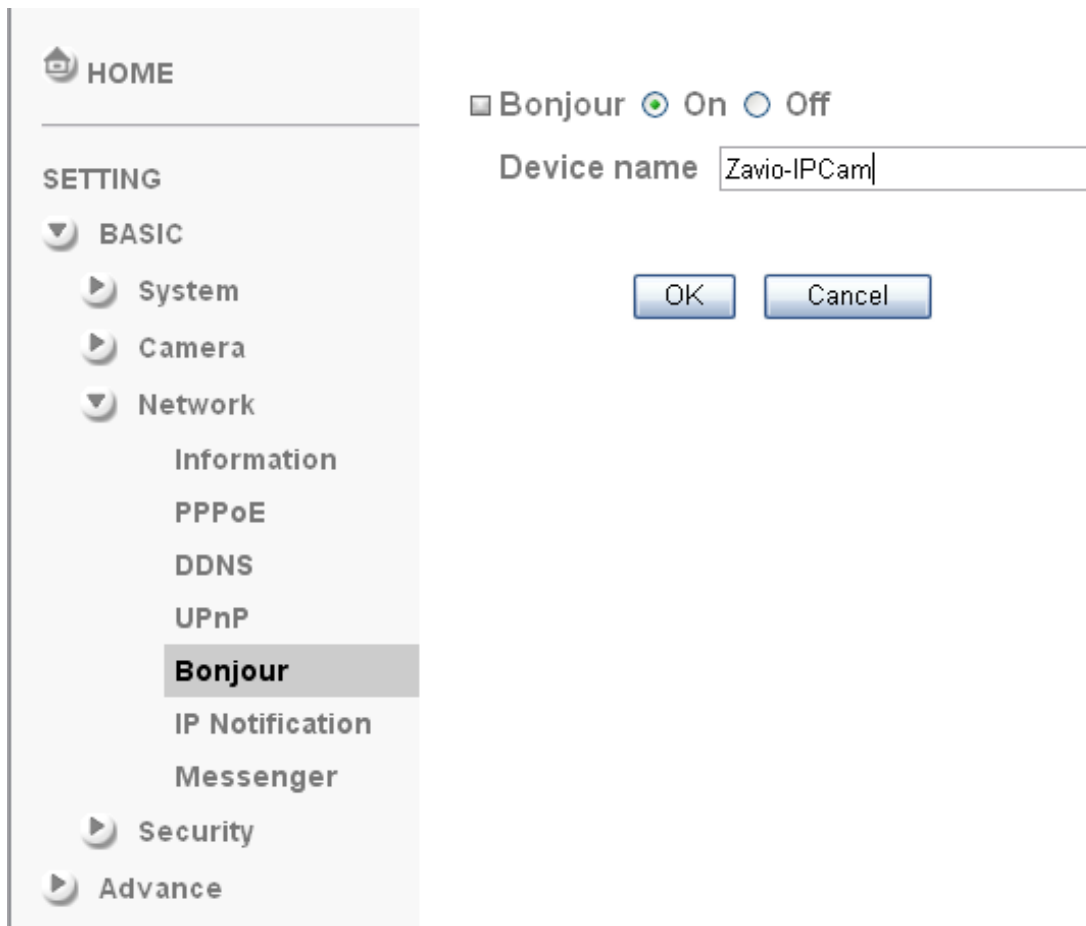 HOME
SETTING
BASIC
System
Camera
Network
Information
PPPoE
DDNS
UPnP
Bonjour
IP Notification
Messenger
Security
Advance
Bonjour On Off
Device name Zavio-IPCam
OK Cancel